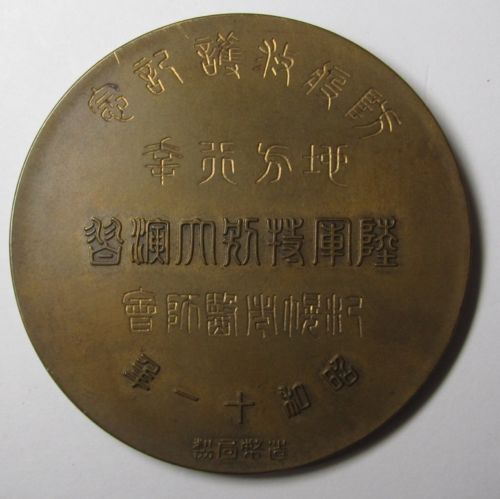 防疫救護記念
地方行幸
陸軍特別大演習
札幌市醫師會
昭和十一年
造幣局製